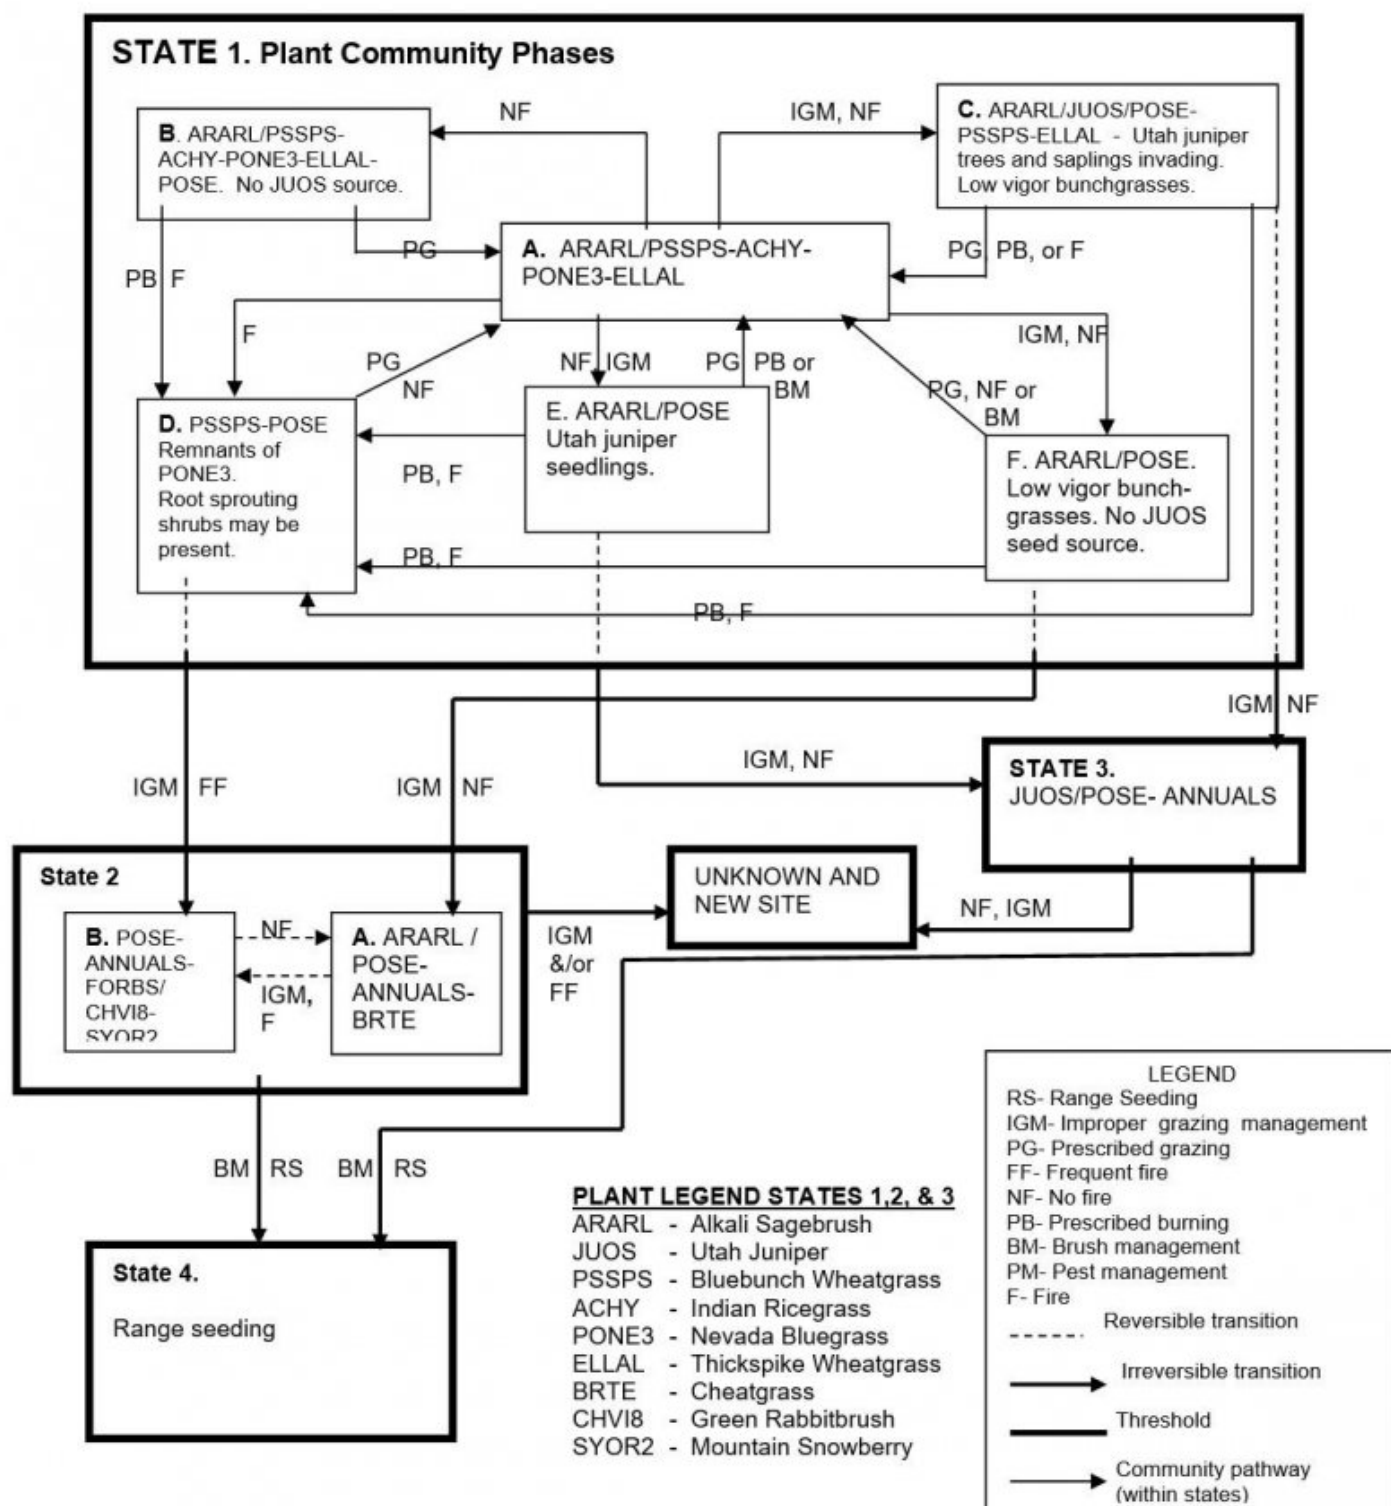 STATE 1. Plant Community Phases
NF
IGM, NF
B. ARARL/PSSPS-
ACHY-PONE3-ELLAL-
POSE. No JUOS source.
C. ARARL/JUOS/POSE-
PSSPS-ELLAL - Utah juniper
trees and saplings invading.
Low vigor bunchgrasses.
PG
A. ARARL/PSSPS-ACHY-
PONE3-ELLAL
PG, PB, or F
PB F
F
PG
NF
NF, IGM
PG PB or
BM
IGM, NF
PG, NF or
BM
D. PSSPS-POSE
Remnants of
PONE3.
Root sprouting
shrubs may be
present.
E. ARARL/POSE
Utah juniper
seedlings.
F. ARARL/POSE.
Low vigor bunch-
grasses. No JUOS
seed source.
PB, F
PB, F
PB, F
IGM NF
IGM FF
IGM NF
IGM, NF
STATE 3.
JUOS/POSE- ANNUALS
State 2
B. POSE-
ANNUALS-
FORBS/
CHVI8-
SYOR2
NF
IGM,
F
A. ARARL /
POSE-
ANNUALS-
BRTE
IGM
&/or
FF
UNKNOWN AND
NEW SITE
NF, IGM
BM RS
BM RS
State 4.
Range seeding
PLANT LEGEND STATES 1,2, & 3
ARARL - Alkali Sagebrush
JUOS - Utah Juniper
PSSPS - Bluebunch Wheatgrass
ACHY - Indian Ricegrass
PONE3 - Nevada Bluegrass
ELLAL - Thickspike Wheatgrass
BRTE - Cheatgrass
CHVI8 - Green Rabbitbrush
SYOR2 - Mountain Snowberry
LEGEND
RS- Range Seeding
IGM- Improper grazing management
PG- Prescribed grazing
FF- Frequent fire
NF- No fire
PB- Prescribed burning
BM- Brush management
PM- Pest management
F- Fire
Reversible transition
Irreversible transition
Threshold
Community pathway
(within states)